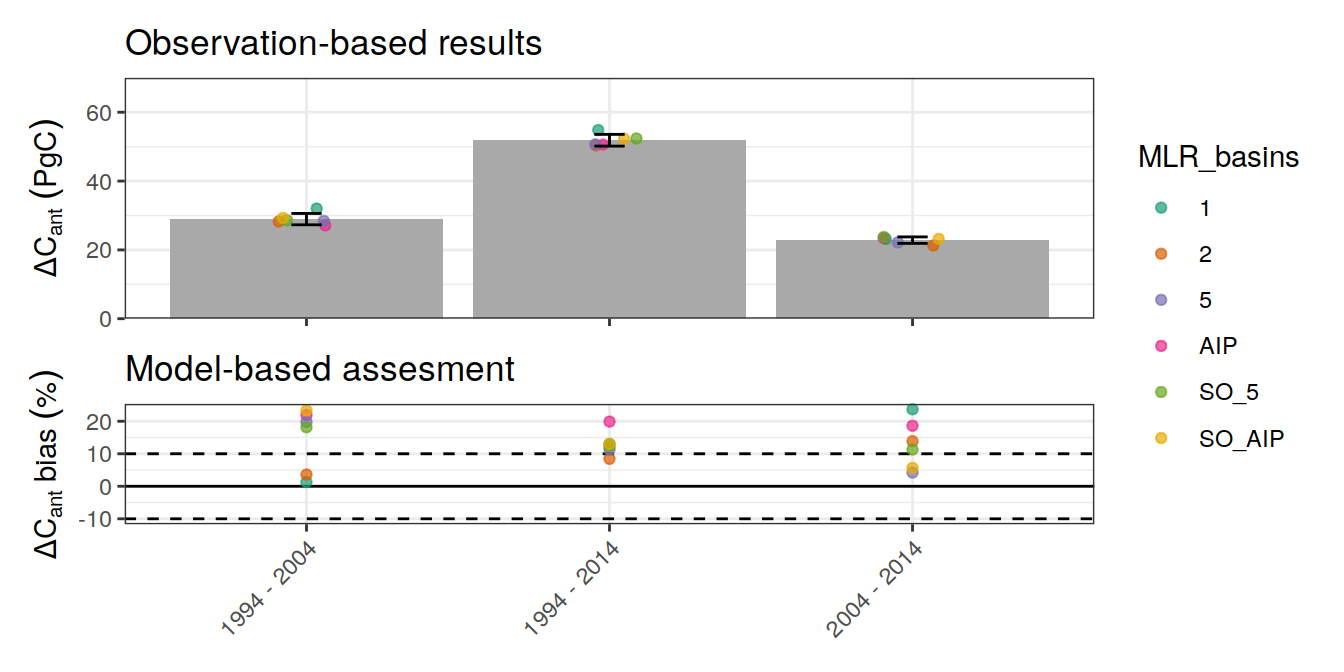 Observation-based results
ΔCant (PgC)
60
40
20
0
Model-based assesment
ΔCant bias (%)
20
10
0
-10
1994 - 2004
1994 - 2014
2004 - 2014
MLR_basins
1
2
5
AIP
SO_5
SO_AIP